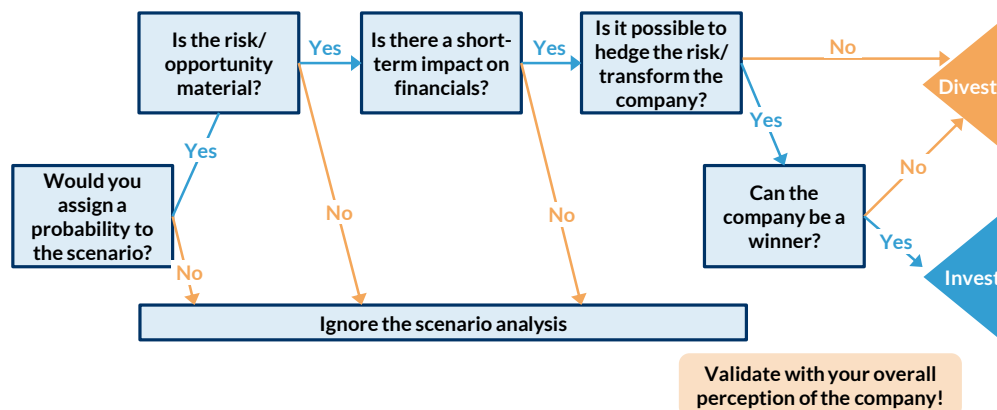 Is the risk/
opportunity
material?
Yes
Is there a short-
term impact on
financials?
Yes
Is it possible to
hedge the risk/
transform the
company?
No
Divest
Yes
Yes
No
Would you
assign a
probability to
the scenario?
No
No
No
Can the
company be a
winner?
Yes
Invest
Ignore the scenario analysis
Validate with your overall
perception of the company!